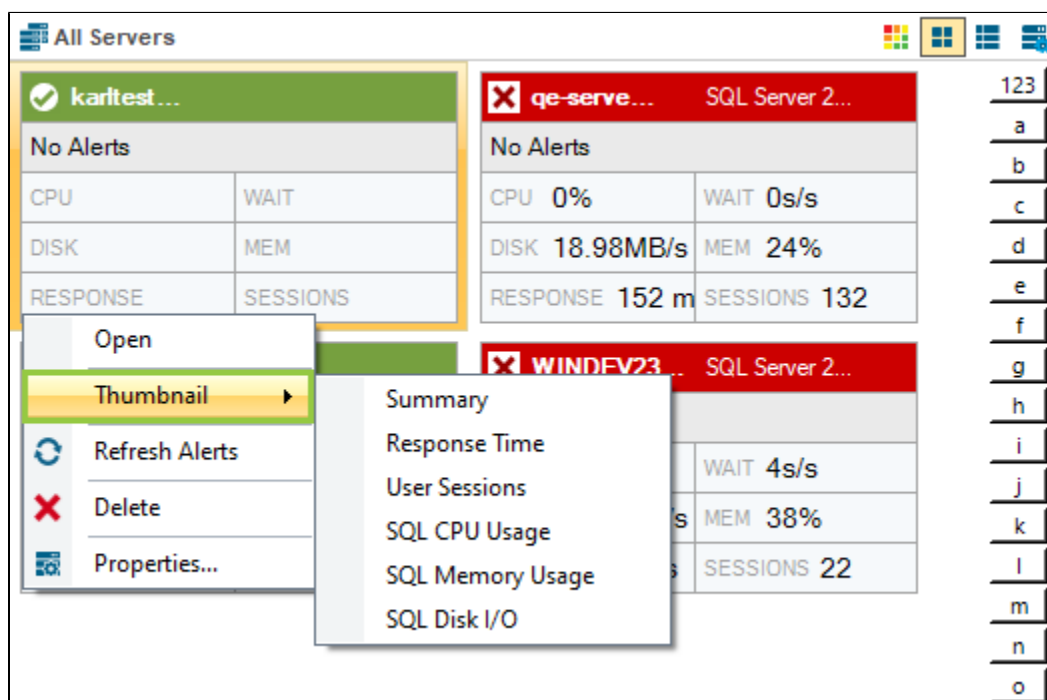 All Servers
karltest...
No Alerts
CPU WAIT
DISK MEM
RESPONSE SESSIONS
qe-serve... SQL Server 2...
No Alerts
CPU 0% WAIT 0s/s
DISK 18.98MB/s MEM 24%
RESPONSE 152 m SESSIONS 132
WINDEV23... SQL Server 2...
WAIT 4s/s
s MEM 38%
SESSIONS 22
Open
Thumbnail
Refresh Alerts
Delete
Properties...
Summary
Response Time
User Sessions
SQL CPU Usage
SQL Memory Usage
SQL Disk I/O
123
a
b
c
d
e
f
g
h
i
j
k
l
m
n
o